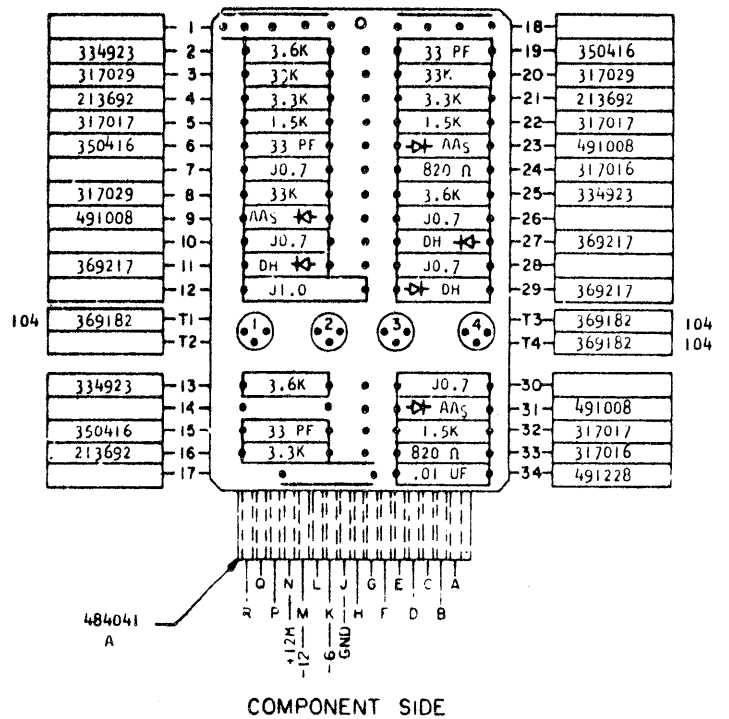 1 18
334923 2 3.6K 33 PF 19 350416
317029 3 33K 33K 20 317029
213692 4 3.3K 3.3K 21 213692
317017 5 1.5K 1.5K 22 317017
350416 6 33 PF AAS 23 491008
7 J0.7 820 Ω 24 317016
317029 8 33K 3.6K 25 334923
491008 9 AAS J0.7 26
10 J0.7 DH 27 369217
369217 11 DH J0.7 28
12 J1.0 DH 29 369217
104 369182 T1 1 2 3 4 T3 369182 104
T2 T4 369182 104
334923 13 3.6K J0.7 30
14 AAS 31 491008
350416 15 33 PF 1.5K 32 317017
213692 16 3.3K 820 Ω 33 317016
17 .01 UF 34 491228
Q N L J G E C A
R P M K H F D B
+12M -12 -6 GND
484041
A
COMPONENT SIDE